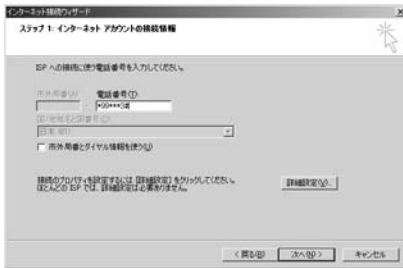 インターネット接続ウィザード
ステップ 1: インターネット アカウントの接続情報
ISP への接続に使う電話番号を入力してください。
市外局番(A) 電話番号(T)
*99***3#
国/地域名と国番号(C)
日本 (81)
市外局番とダイヤル情報を使う(U)
接続のプロパティを設定するには [詳細設定] をクリックしてください。
ほとんどの ISP では、詳細設定は必要ありません。
詳細設定(V)...
< 戻る(B) 次へ(N) > キャンセル